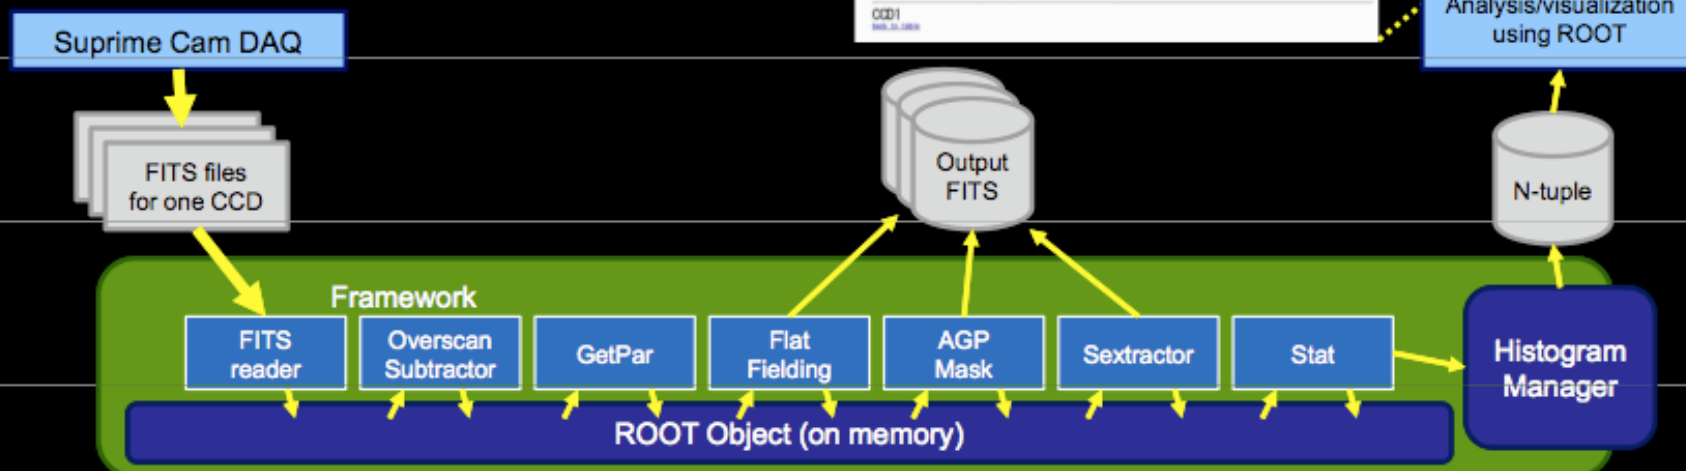 CCD1
Analysis/visualization
using ROOT
Suprime Cam DAQ
FITS files
for one CCD
Output
FITS
N-tuple
Framework
FITS
reader
Overscan
Subtractor
GetPar
Flat
Fielding
AGP
Mask
Sextractor
Stat
Histogram
Manager
ROOT Object (on memory)